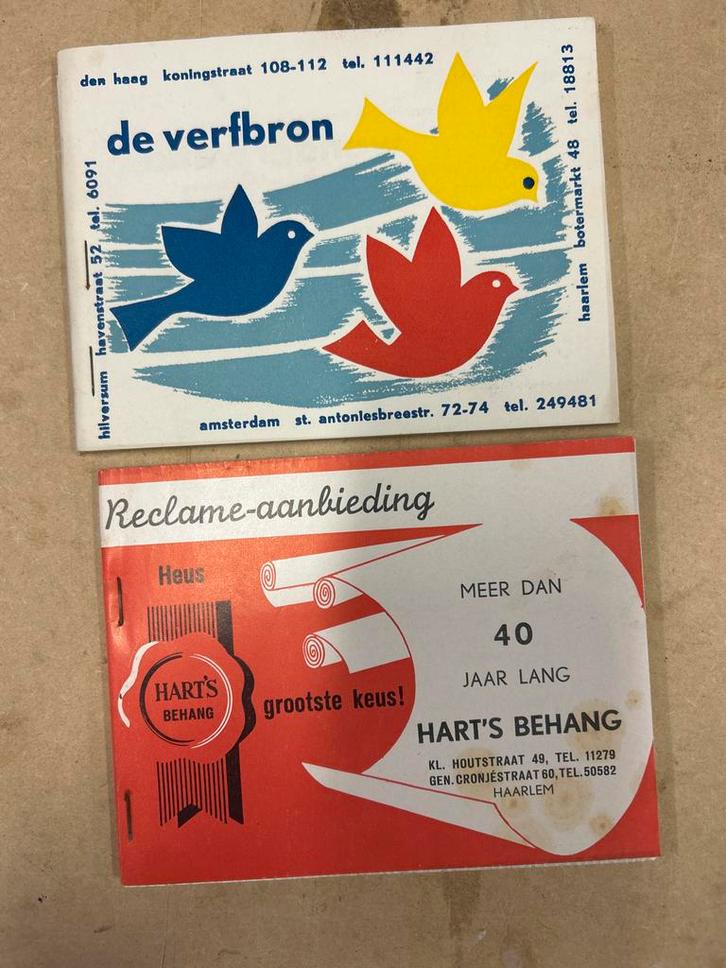 den haag koningstraat 108-112 tel. 111442
de verfbron
hilversum havenstraat 52 tel. 6091
haarlem botermarkt 48 tel. 18813
amsterdam st. antoniesbreestr. 72-74 tel. 249481
Reclame-aanbieding
Heus
HART'S
BEHANG
grootste keus!
MEER DAN
40
JAAR LANG
HART'S BEHANG
KL. HOUTSTRAAT 49, TEL. 11279
GEN. CRONJÉSTRAAT 60, TEL. 50582
HAARLEM